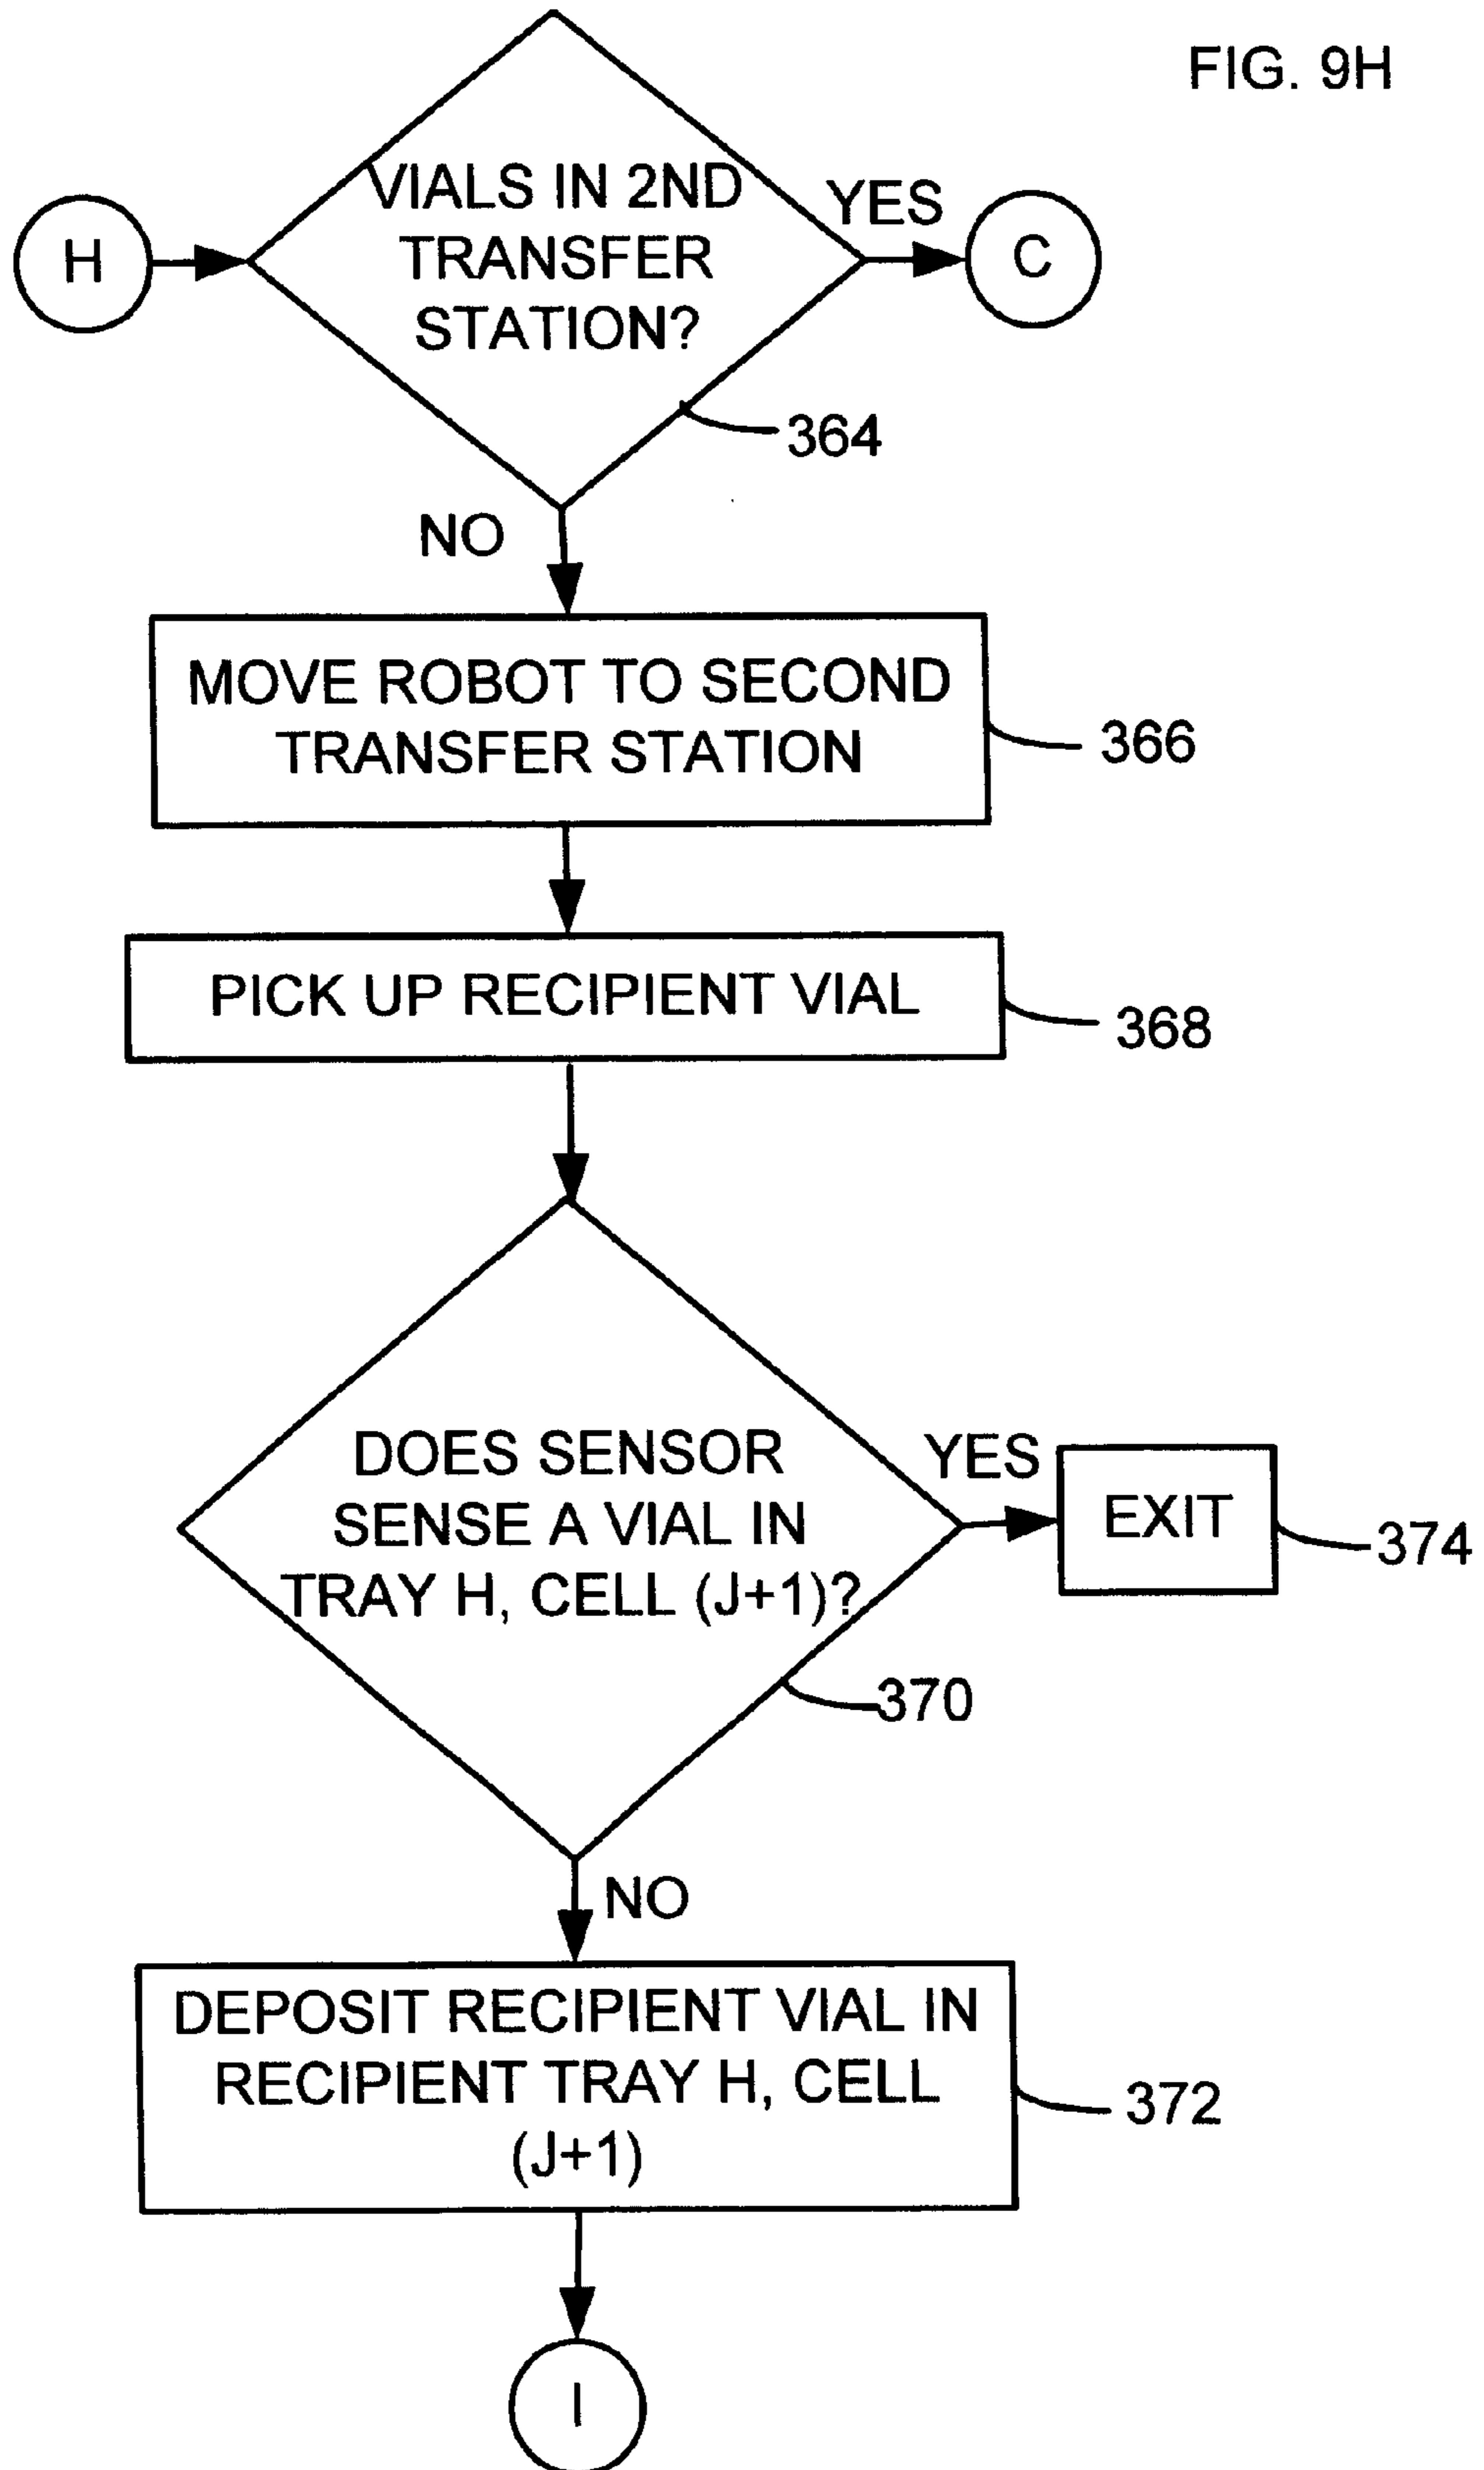 FIG. 9H
H
VIALS IN 2ND
TRANSFER
STATION?
YES
C
364
NO
MOVE ROBOT TO SECOND
TRANSFER STATION
366
PICK UP RECIPIENT VIAL
368
DOES SENSOR
SENSE A VIAL IN
TRAY H, CELL (J+1)?
YES
EXIT
374
370
NO
DEPOSIT RECIPIENT VIAL IN
RECIPIENT TRAY H, CELL
(J+1)
372
I